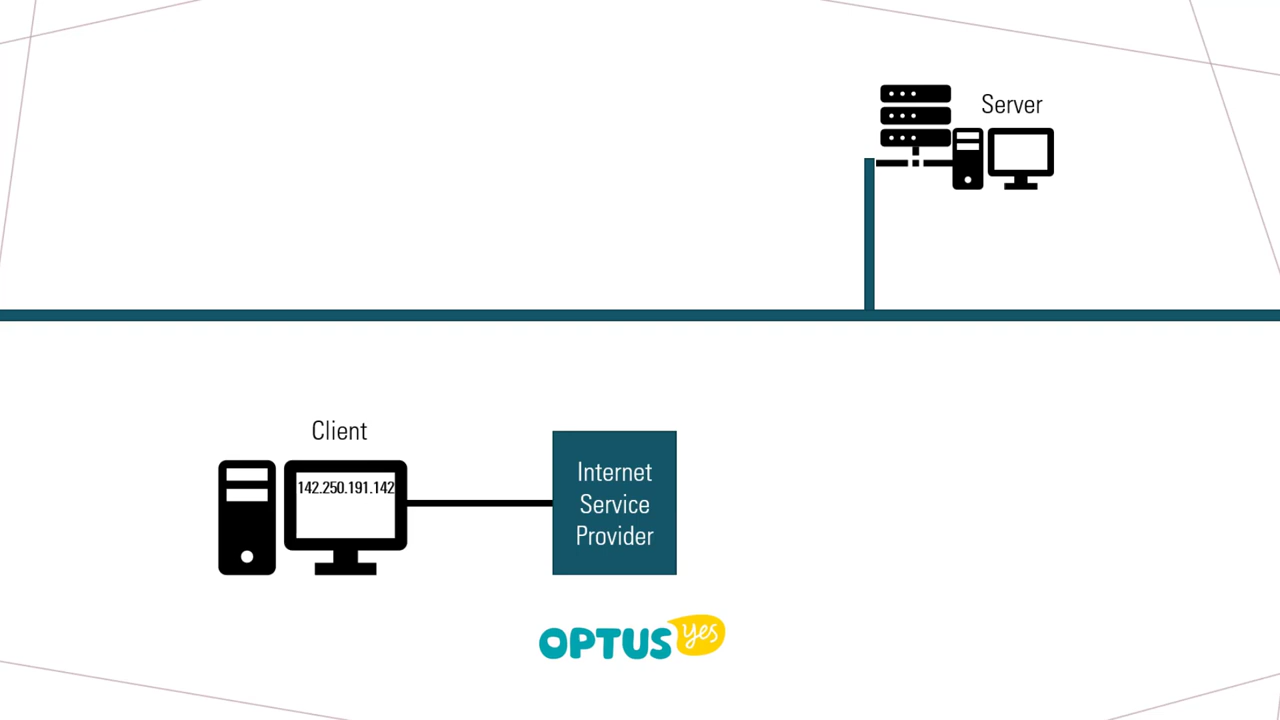 Server
Client
142.250.191.142
Internet
Service
Provider
OPTUS yes